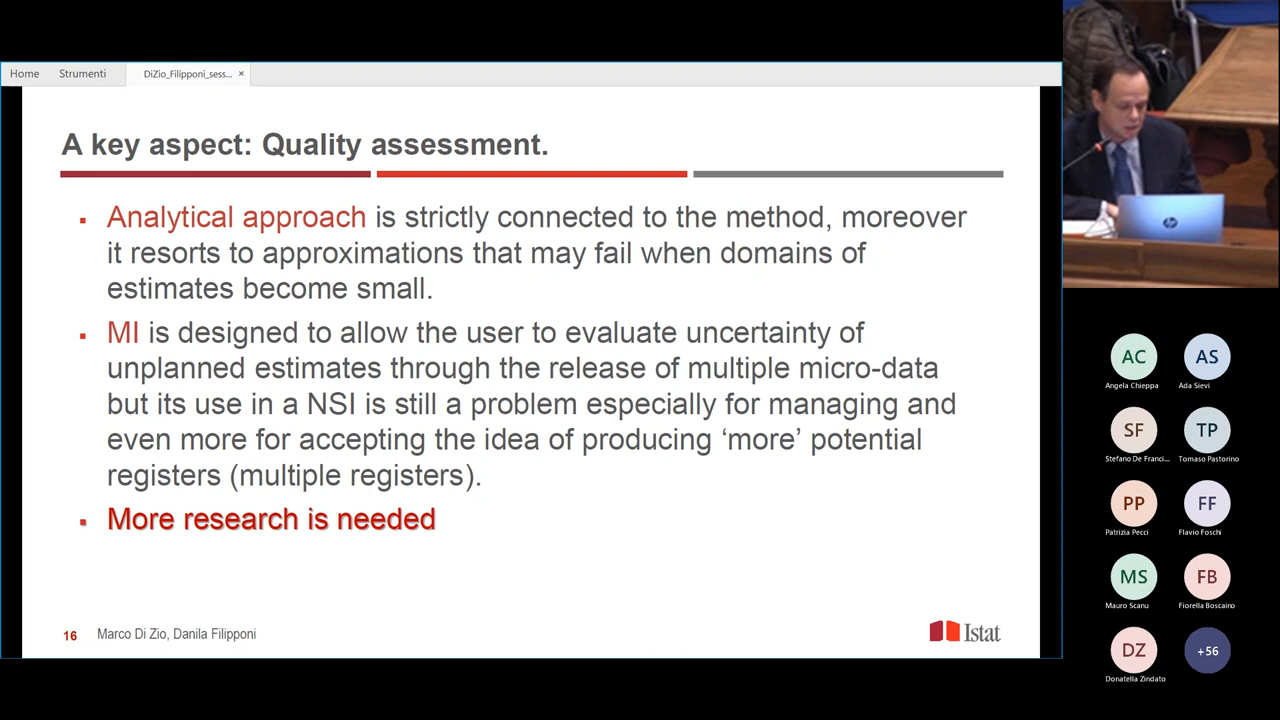 Home Strumenti DiZio_Filipponi_sess... ×
A key aspect: Quality assessment.
▪ Analytical approach is strictly connected to the method, moreover
it resorts to approximations that may fail when domains of
estimates become small.
▪ MI is designed to allow the user to evaluate uncertainty of
unplanned estimates through the release of multiple micro-data
but its use in a NSI is still a problem especially for managing and
even more for accepting the idea of producing ‘more’ potential
registers (multiple registers).
▪ More research is needed
16 Marco Di Zio, Danila Filipponi
Istat
hp
AC AS
Angela Chieppa Ada Sievi
SF TP
Stefano De Franci... Tomaso Pastorino
PP FF
Patrizia Pecci Flavio Foschi
MS FB
Mauro Scanu Fiorella Boscaino
DZ +56
Donatella Zindato